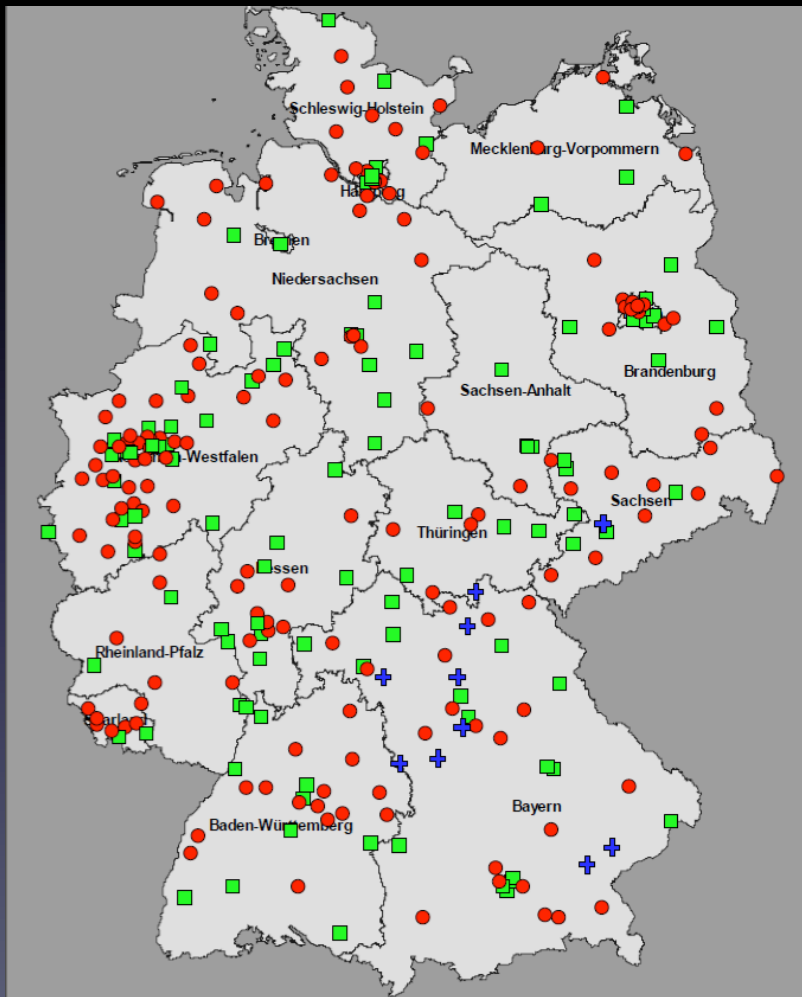 Schleswig-Holstein
Mecklenburg-Vorpommern
Niedersachsen
Brandenburg
Sachsen-Anhalt
Sachsen
Thüringen
Rheinland-Pfalz
Bayern
Baden-Württemberg